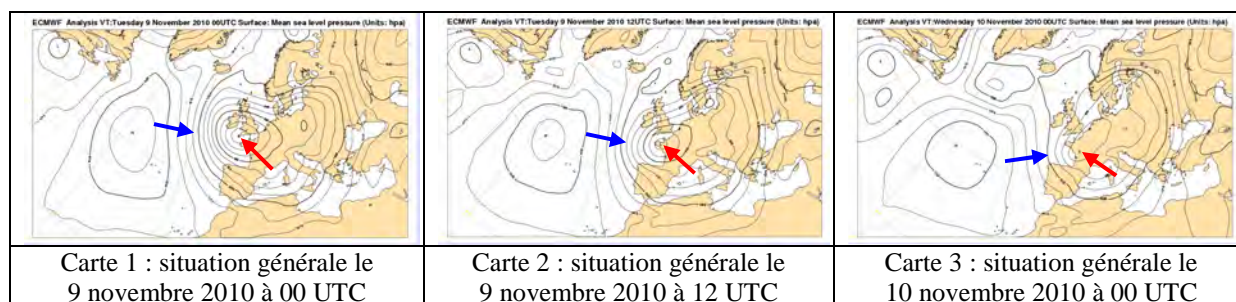 ECMWF Analysis VT:Tuesday 9 November 2010 00UTC Surface: Mean sea level pressure (Units: hpa)
ECMWF Analysis VT:Tuesday 9 November 2010 12UTC Surface: Mean sea level pressure (Units: hpa)
ECMWF Analysis VT:Wednesday 10 November 2010 00UTC Surface: Mean sea level pressure (Units: hpa)
Carte 1 : situation générale le
9 novembre 2010 à 00 UTC
Carte 2 : situation générale le
9 novembre 2010 à 12 UTC
Carte 3 : situation générale le
10 novembre 2010 à 00 UTC